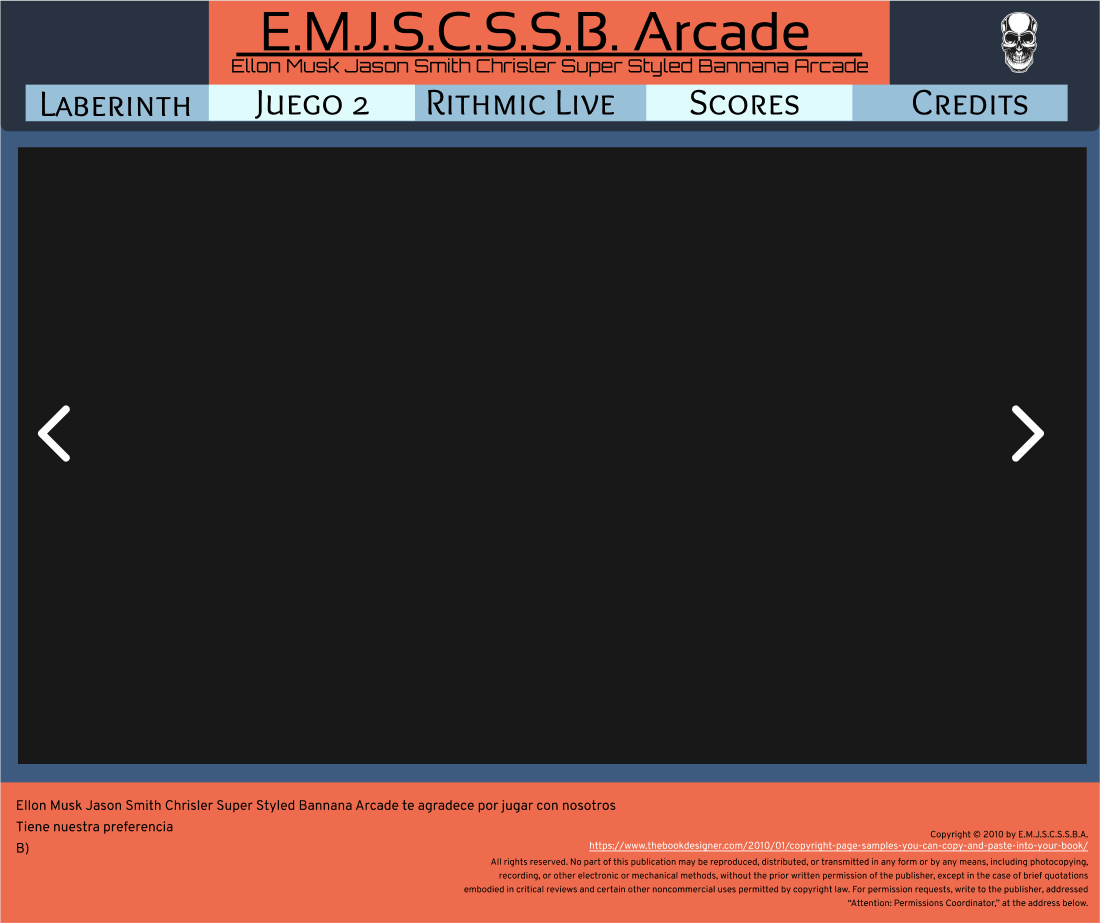 E.M.J.S.C.S.S.B. Arcade
Ellon Musk Jason Smith Chrisler Super Styled Bannana Arcade
Laberinth Juego 2 Rithmic Live Scores Credits
Ellon Musk Jason Smith Chrisler Super Styled Bannana Arcade te agradece por jugar con nosotros
Tiene nuestra preferencia
B)
Copyright © 2010 by E.M.J.S.C.S.S.B.A.
https://www.thebookdesigner.com/2010/01/copyright-page-samples-you-can-copy-and-paste-into-your-book/
All rights reserved. No part of this publication may be reproduced, distributed, or transmitted in any form or by any means, including photocopying,
recording, or other electronic or mechanical methods, without the prior written permission of the publisher, except in the case of brief quotations
embodied in critical reviews and certain other noncommercial uses permitted by copyright law. For permission requests, write to the publisher, addressed
“Attention: Permissions Coordinator,” at the address below.